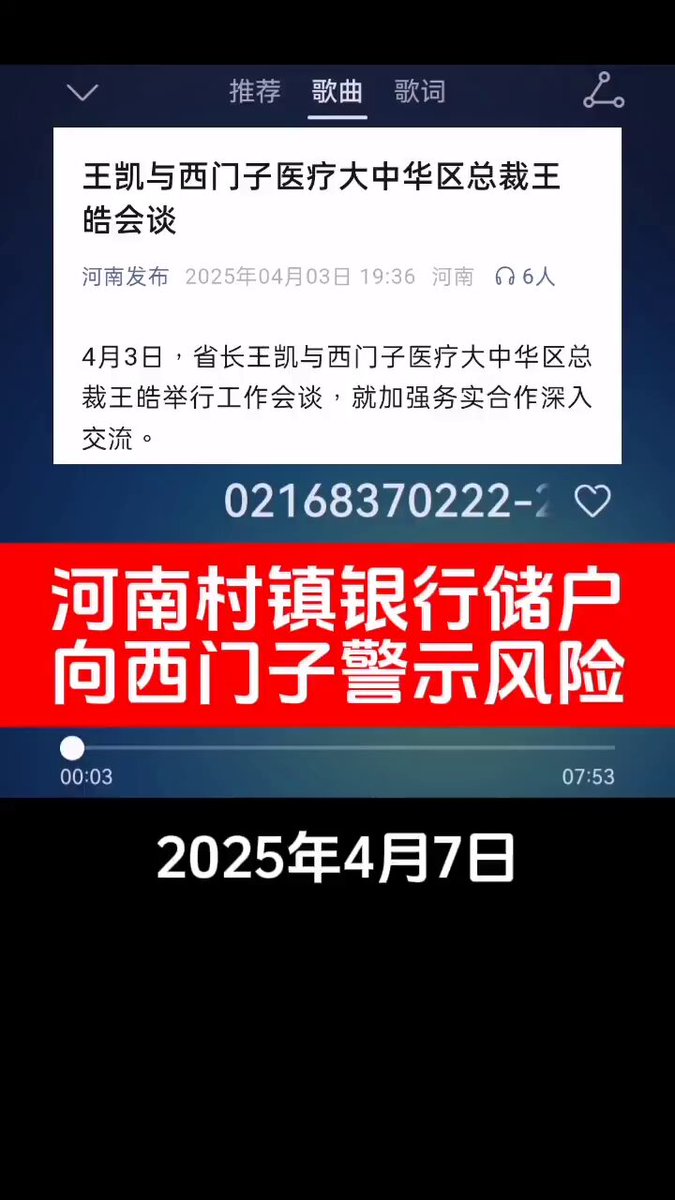 推荐 歌曲 歌词
王凯与西门子医疗大中华区总裁王
皓会谈
河南发布 2025年04月03日 19:36 河南 6人
4月3日，省长王凯与西门子医疗大中华区总
裁王皓举行工作会谈，就加强务实合作深入
交流。
02168370222-2
河南村镇银行储户
向西门子警示风险
00:03 07:53
2025年4月7日